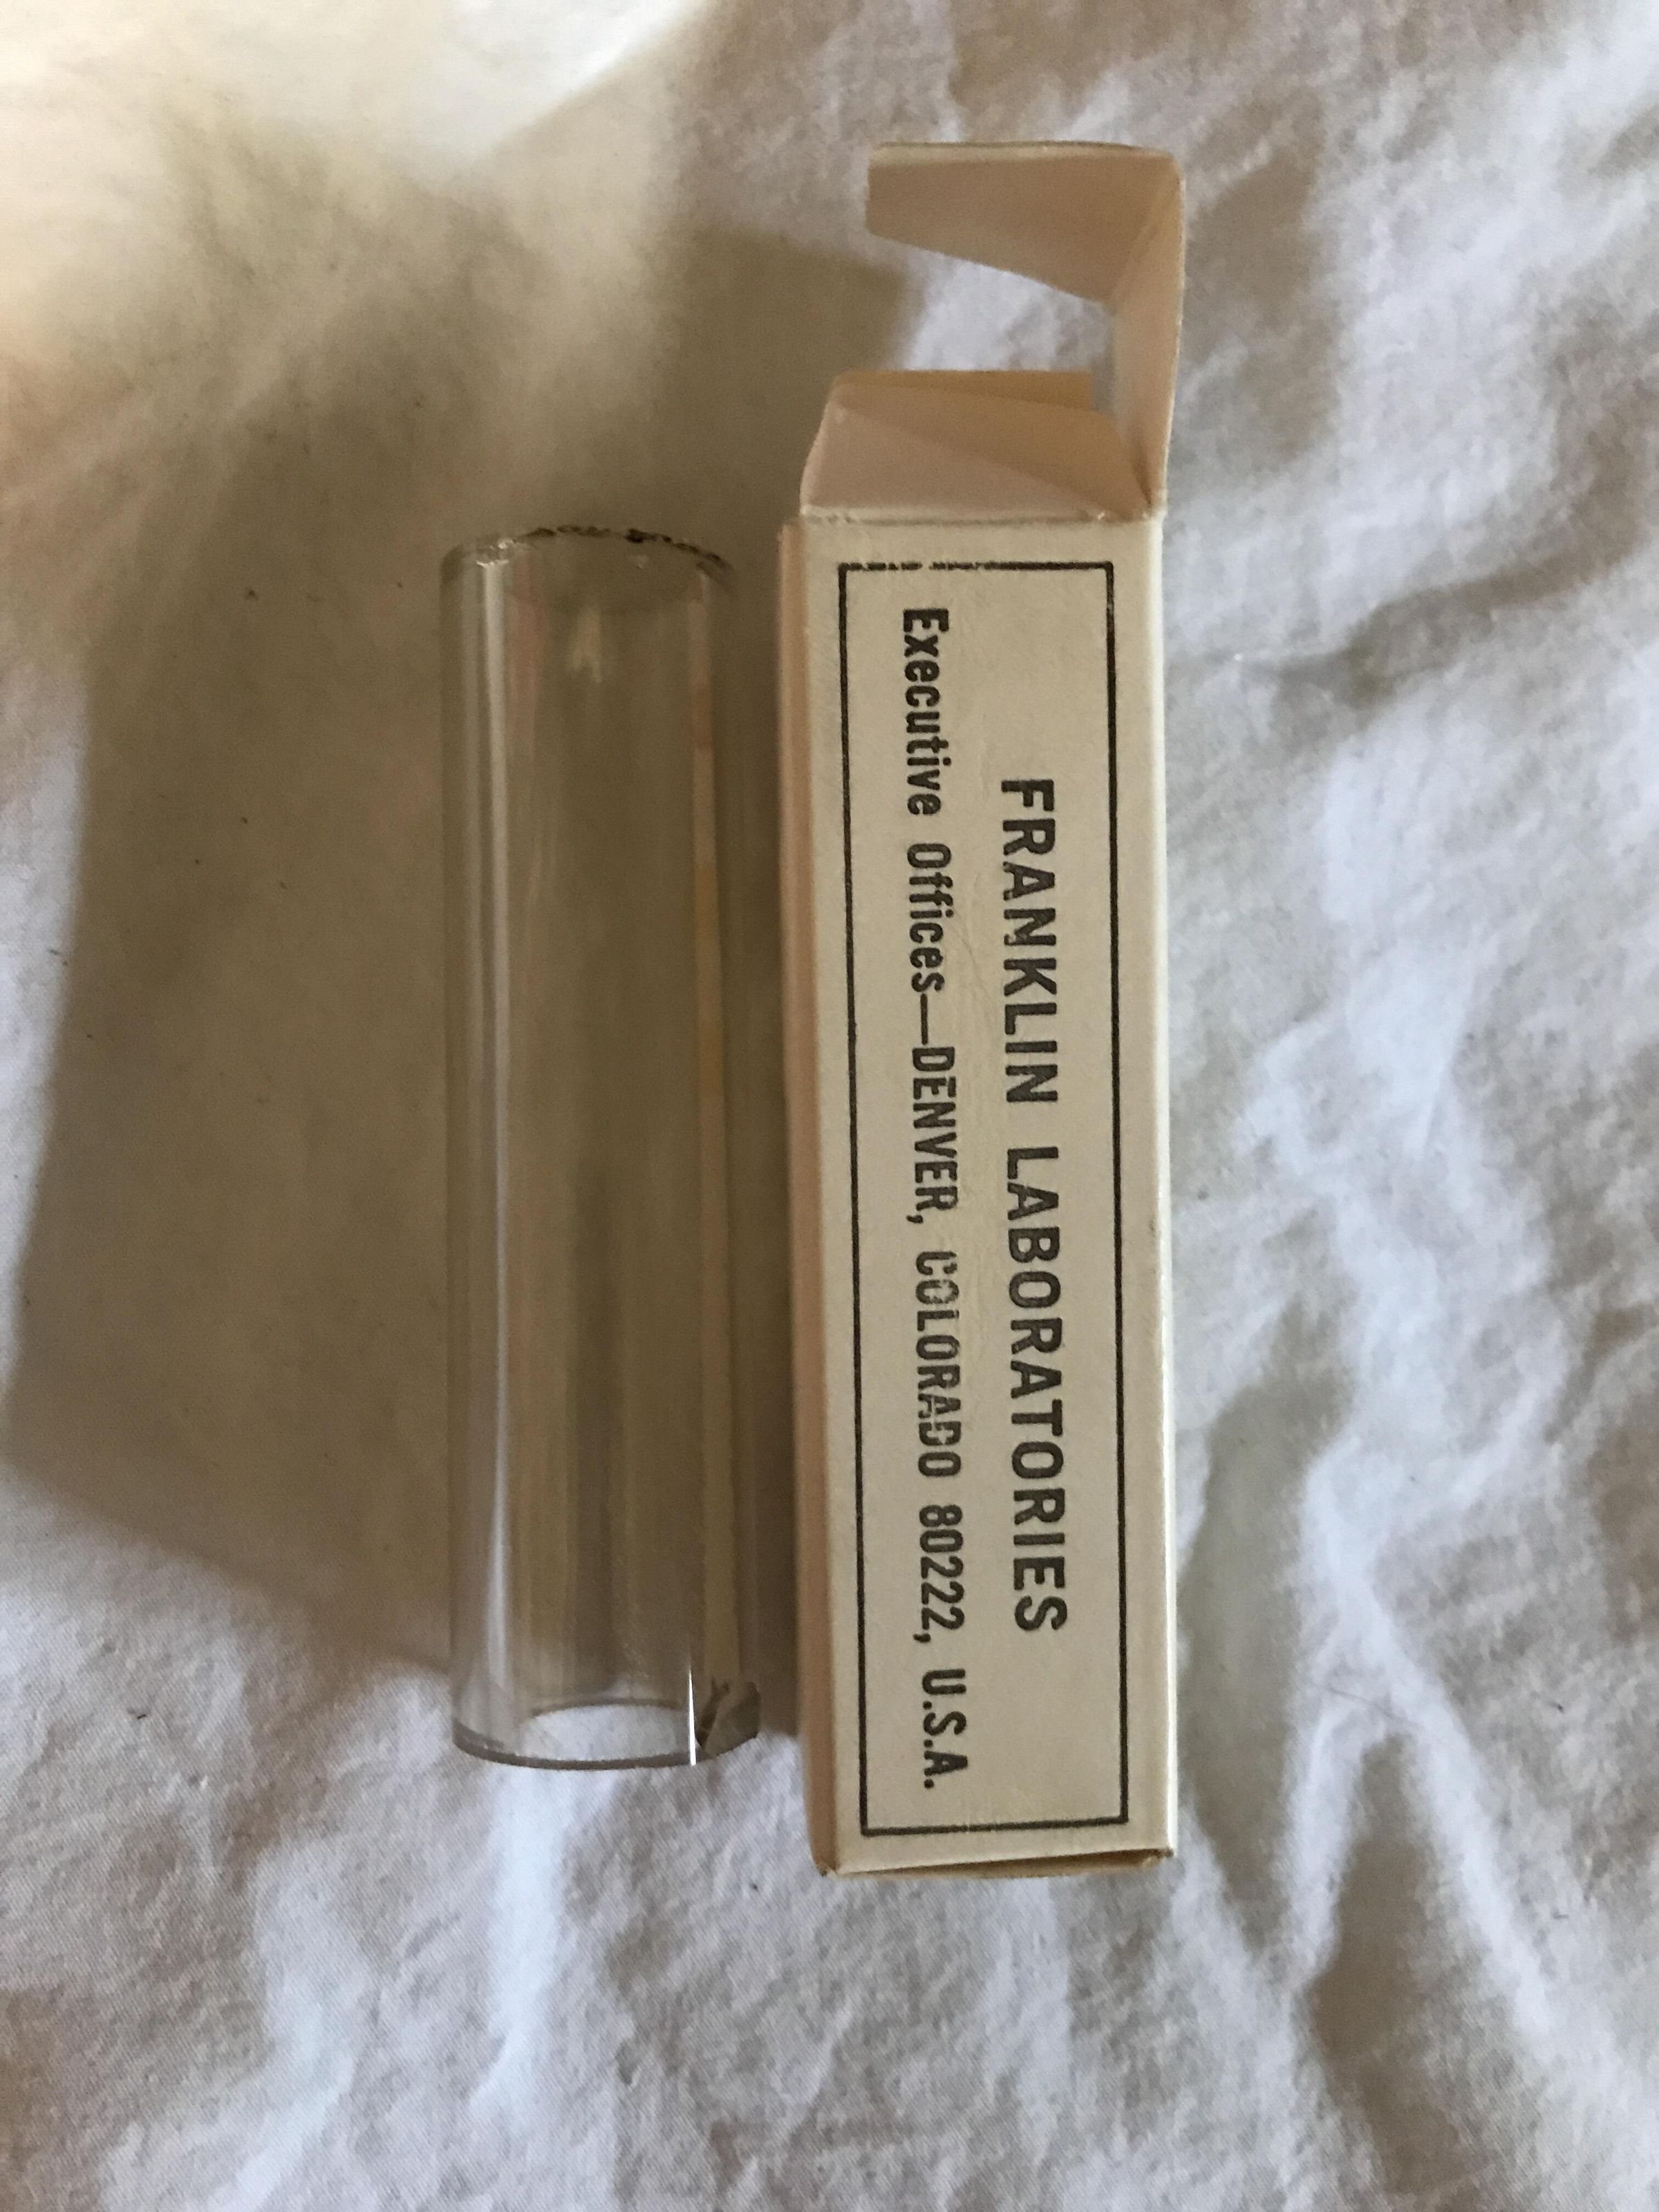 FRANKLIN LABORATORIES
Executive Offices—DENVER, COLORADO 80222, U.S.A.